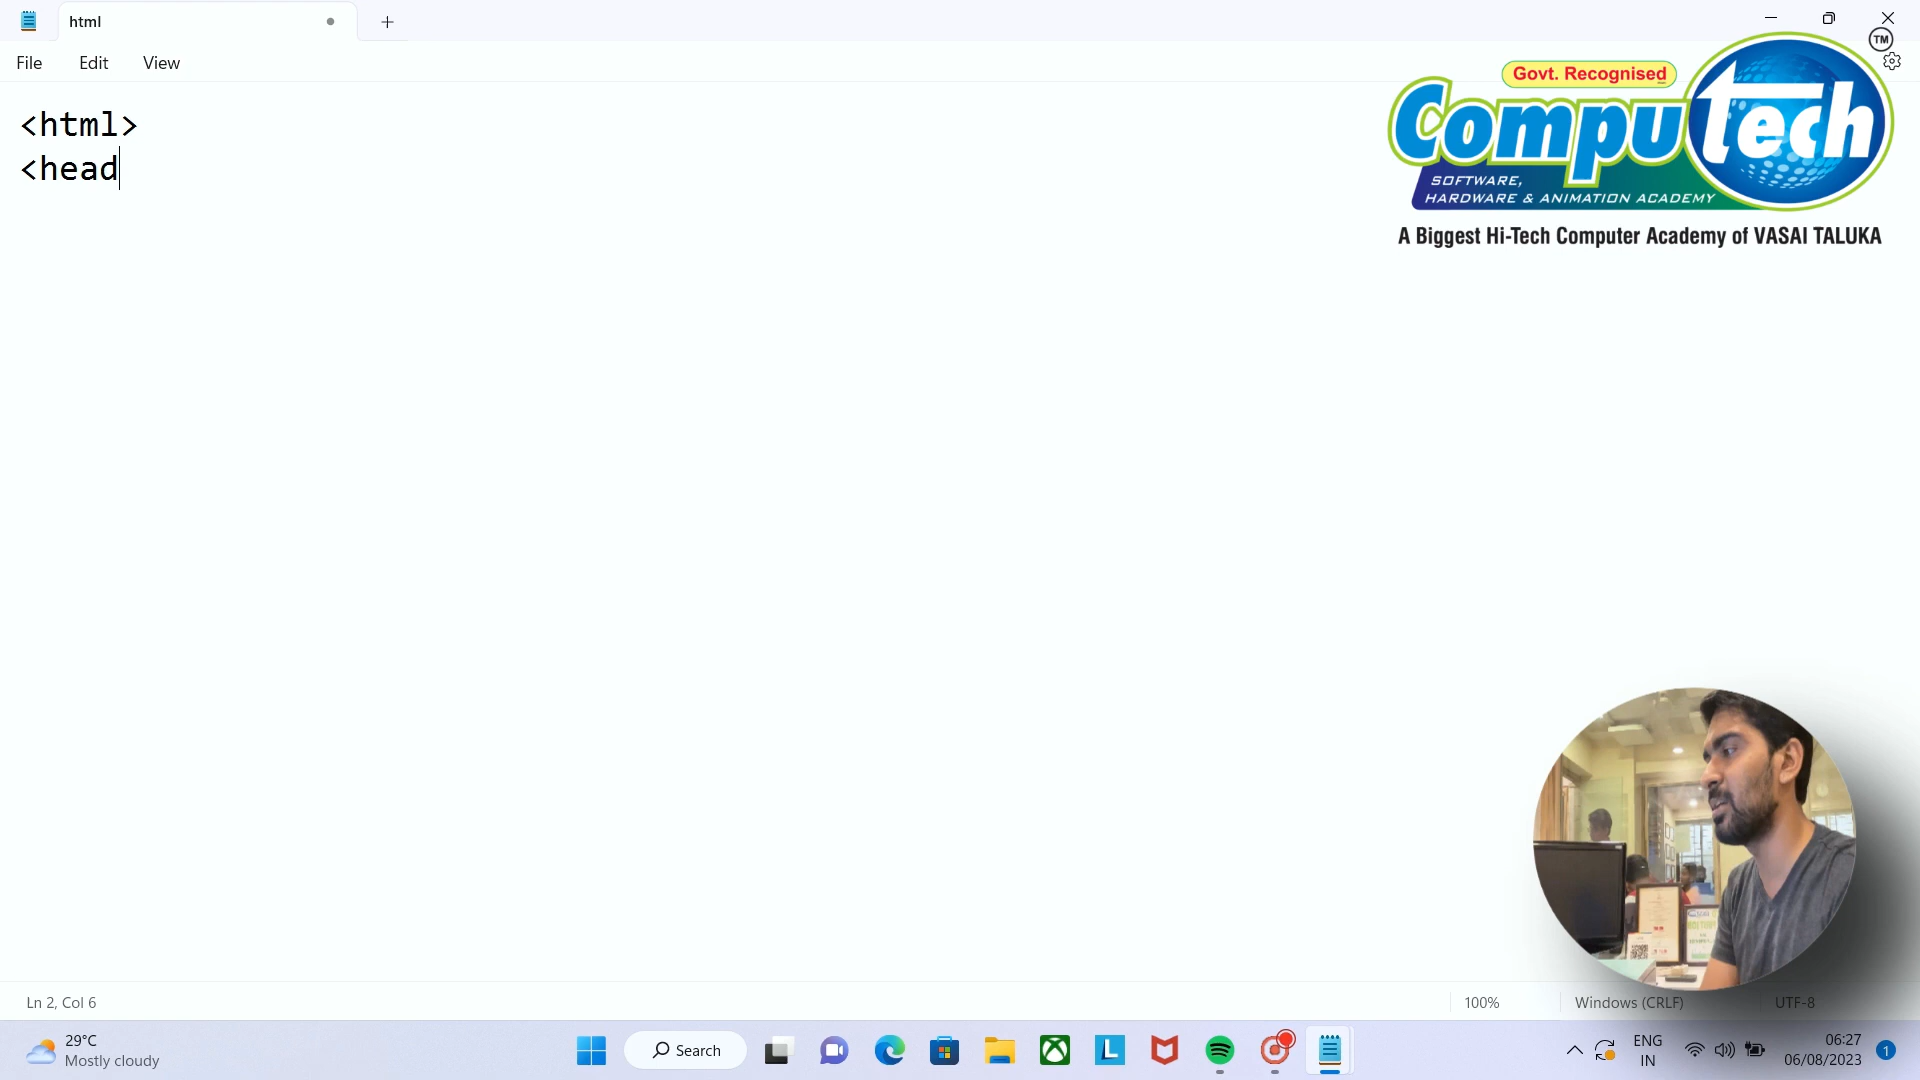 html
File Edit View
<html>
<head
TM
Govt. Recognised
Computech
SOFTWARE,
HARDWARE & ANIMATION ACADEMY
A Biggest Hi-Tech Computer Academy of VASAI TALUKA
Ln 2, Col 6
100%
Windows (CRLF)
UTF-8
29°C
Mostly cloudy
Search
L
ENG
IN
06:27
06/08/2023
1